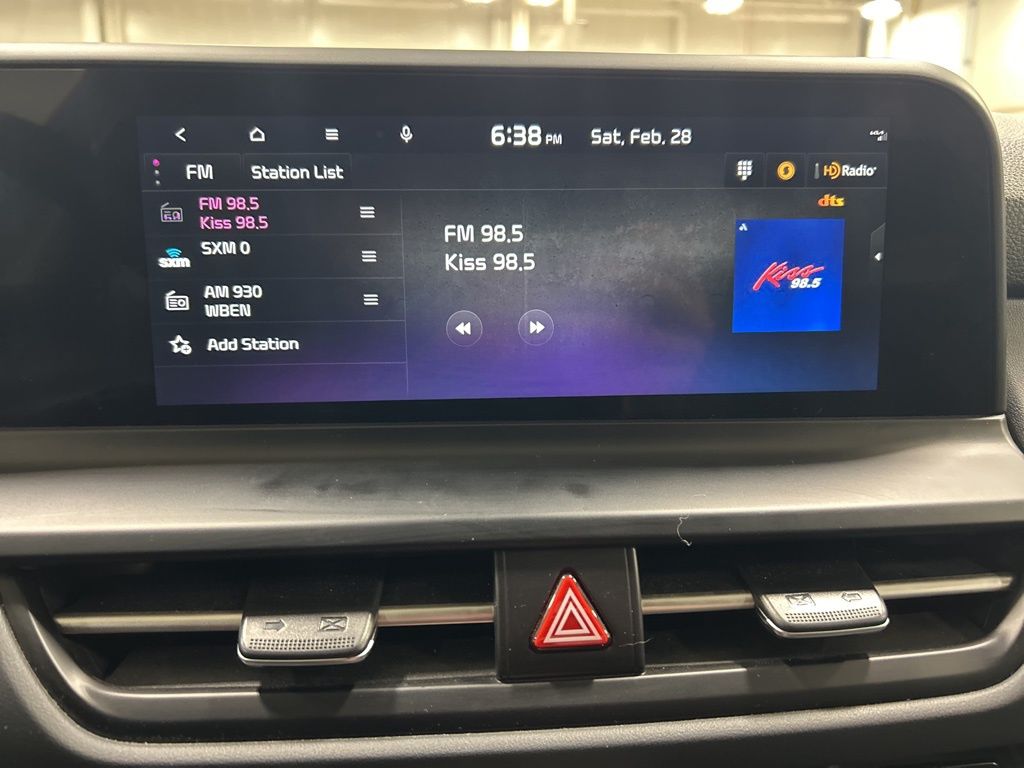 6:38 PM Sat, Feb. 28
FM Station List HD Radio
dts
FM 98.5
Kiss 98.5
SXM 0
sxm
AM 930
WBEN
Add Station
FM 98.5
Kiss 98.5
Kiss
98.5